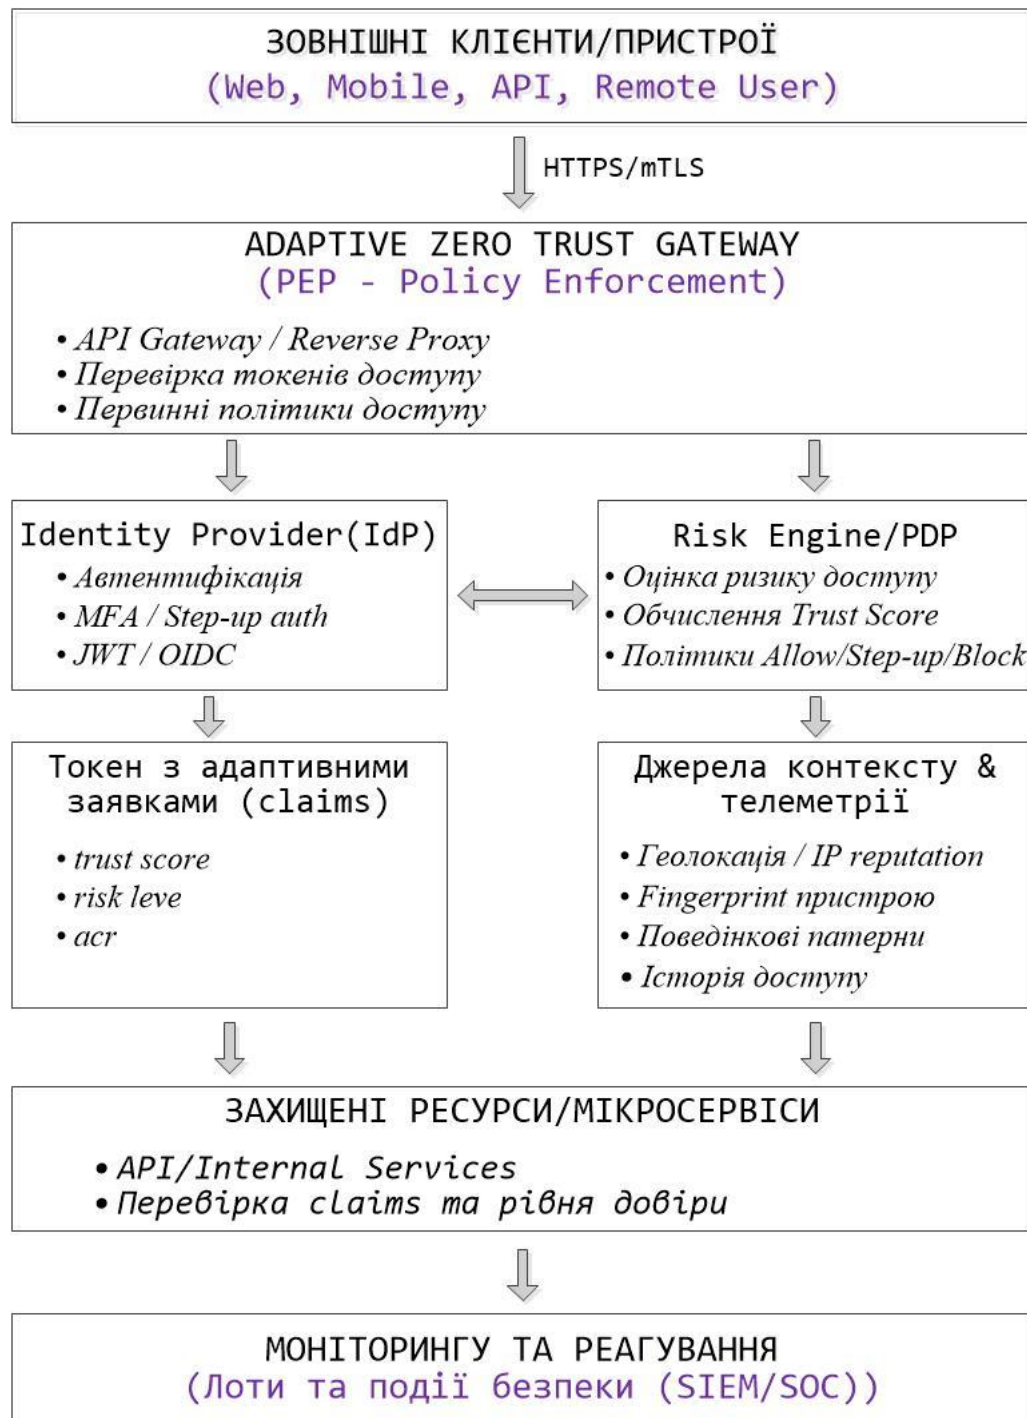 ЗОВНІШНІ КЛІЄНТИ/ПРИСТРОЇ
(Web, Mobile, API, Remote User)
HTTPS/mTLS
ADAPTIVE ZERO TRUST GATEWAY
(PEP - Policy Enforcement)
• API Gateway / Reverse Proxy
• Перевірка токенів доступу
• Первинні політики доступу
Identity Provider(IdP)
• Автентифікація
• MFA / Step-up auth
• JWT / OIDC
Risk Engine/PDP
• Оцінка ризику доступу
• Обчислення Trust Score
• Політики Allow/Step-up/Block
Токен з адаптивними
заявками (claims)
• trust score
• risk leve
• acr
Джерела контексту &
телеметрії
• Геолокація / IP reputation
• Fingerprint пристрою
• Поведінкові патерни
• Історія доступу
ЗАХИЩЕНІ РЕСУРСИ/МІКРОСЕРВІСИ
• API/Internal Services
• Перевірка claims та рівня довіри
МОНІТОРИНГУ ТА РЕАГУВАННЯ
(Лоти та події безпеки (SIEM/SOC))